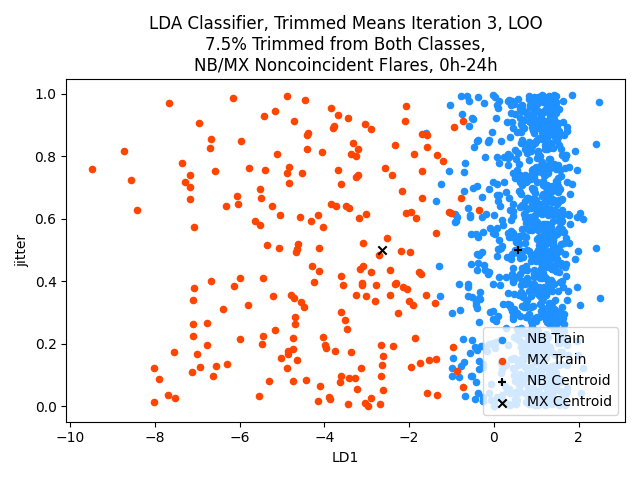 LDA Classifier, Trimmed Means Iteration 3, LOO
7.5% Trimmed from Both Classes,
NB/MX Noncoincident Flares, 0h-24h
1.0
0.8
0.6
0.4
0.2
0.0
jitter
NB Train
MX Train
NB Centroid
MX Centroid
−10
−8
−6
−4
−2
0
2
LD1